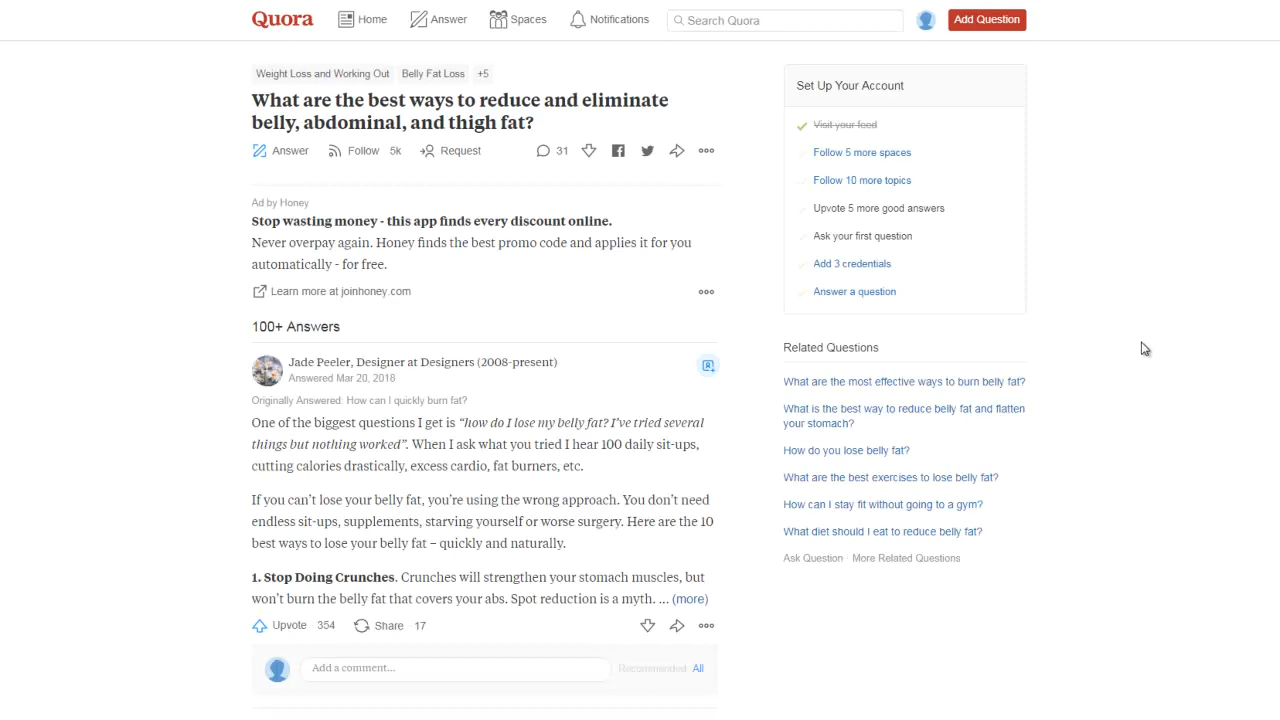 Quora
Home
Answer
Spaces
Notifications
Search Quora
Add Question
Weight Loss and Working Out
Belly Fat Loss
+5
What are the best ways to reduce and eliminate
belly, abdominal, and thigh fat?
Answer
Follow 5k
Request
31
Ad by Honey
Stop wasting money - this app finds every discount online.
Never overpay again. Honey finds the best promo code and applies it for you
automatically - for free.
Learn more at joinhoney.com
100+ Answers
Jade Peeler, Designer at Designers (2008-present)
Answered Mar 20, 2018
Originally Answered: How can I quickly burn fat?
One of the biggest questions I get is “how do I lose my belly fat? I’ve tried several
things but nothing worked”. When I ask what you tried I hear 100 daily sit-ups,
cutting calories drastically, excess cardio, fat burners, etc.
If you can’t lose your belly fat, you’re using the wrong approach. You don’t need
endless sit-ups, supplements, starving yourself or worse surgery. Here are the 10
best ways to lose your belly fat – quickly and naturally.
1. Stop Doing Crunches. Crunches will strengthen your stomach muscles, but
won’t burn the belly fat that covers your abs. Spot reduction is a myth. ... (more)
Upvote 354
Share 17
Add a comment...
Recommended All
Set Up Your Account
Visit your feed
Follow 5 more spaces
Follow 10 more topics
Upvote 5 more good answers
Ask your first question
Add 3 credentials
Answer a question
Related Questions
What are the most effective ways to burn belly fat?
What is the best way to reduce belly fat and flatten
your stomach?
How do you lose belly fat?
What are the best exercises to lose belly fat?
How can I stay fit without going to a gym?
What diet should I eat to reduce belly fat?
Ask Question · More Related Questions